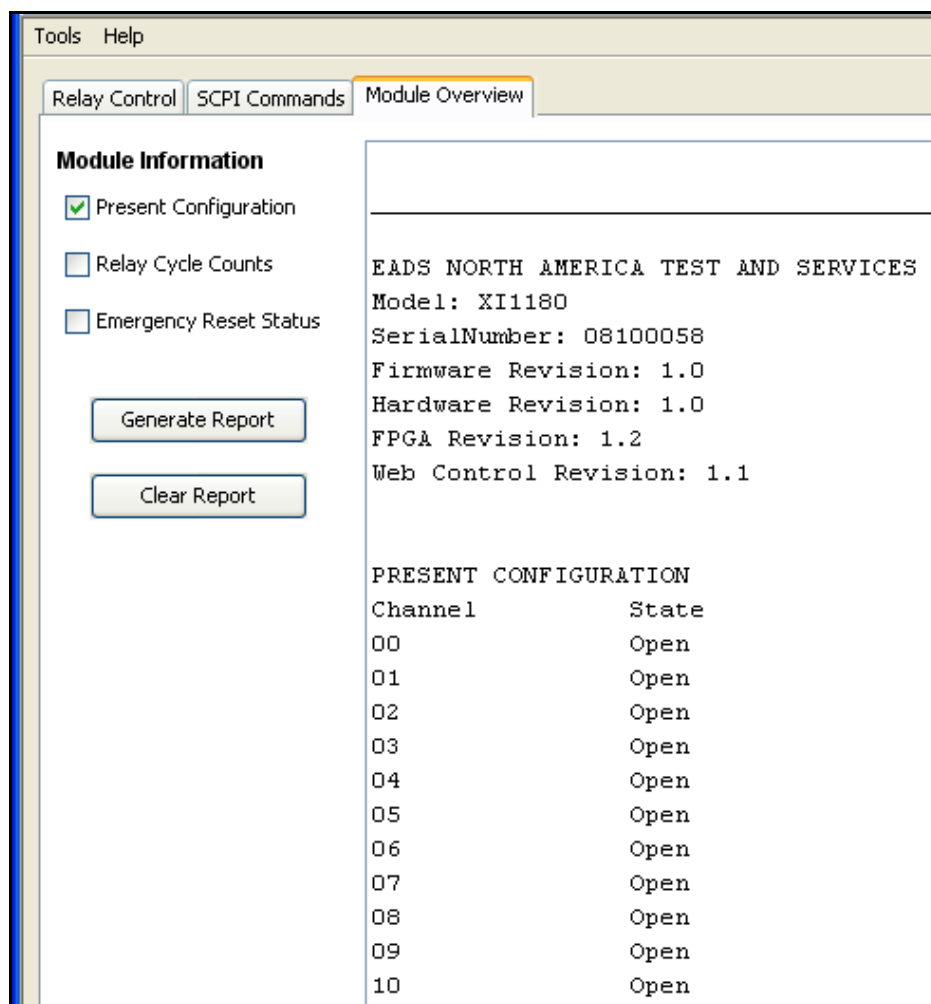 Tools Help
Relay Control SCPI Commands Module Overview
Module Information
Present Configuration
Relay Cycle Counts
Emergency Reset Status
Generate Report
Clear Report
EADS NORTH AMERICA TEST AND SERVICES
Model: XI1180
SerialNumber: 08100058
Firmware Revision: 1.0
Hardware Revision: 1.0
FPGA Revision: 1.2
Web Control Revision: 1.1
PRESENT CONFIGURATION
Channel State
00 Open
01 Open
02 Open
03 Open
04 Open
05 Open
06 Open
07 Open
08 Open
09 Open
10 Open